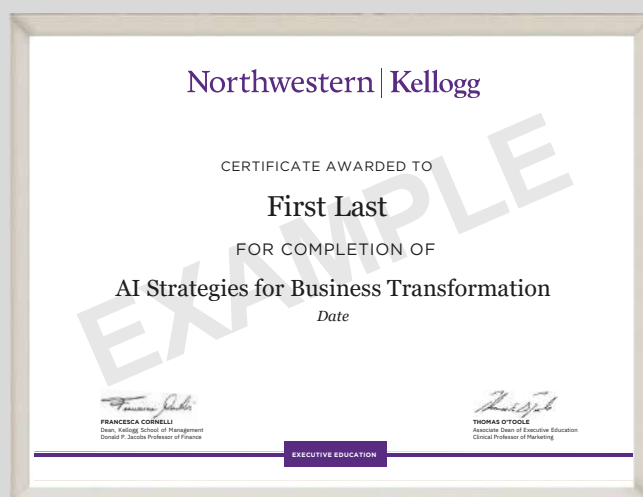 Northwestern | Kellogg
CERTIFICATE AWARDED TO
First Last
FOR COMPLETION OF
AI Strategies for Business Transformation
Date
EXAMPLE
FRANCESCA CORNELLI
Dean, Kellogg School of Management
Donald P. Jacobs Professor of Finance
THOMAS O'TOOLE
Associate Dean of Executive Education
Clinical Professor of Marketing
EXECUTIVE EDUCATION